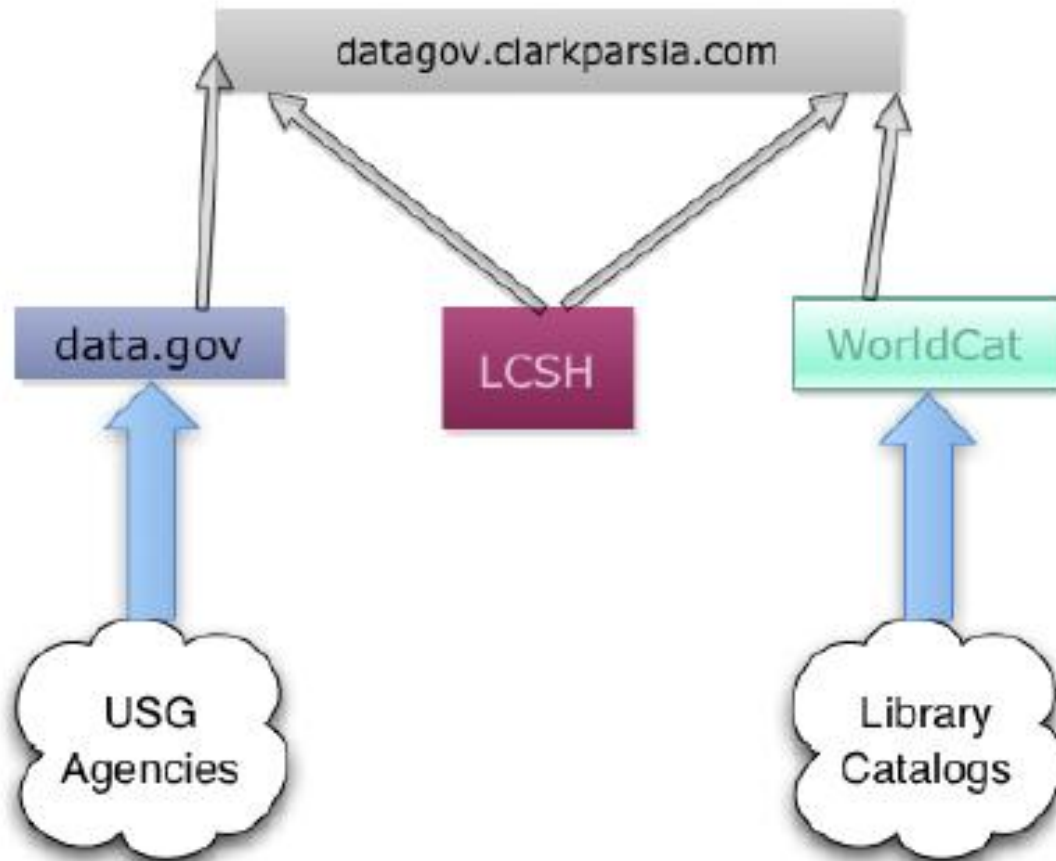 datagov.clarkparsia.com
data.gov
LCSH
WorldCat
USG
Agencies
Library
Catalogs